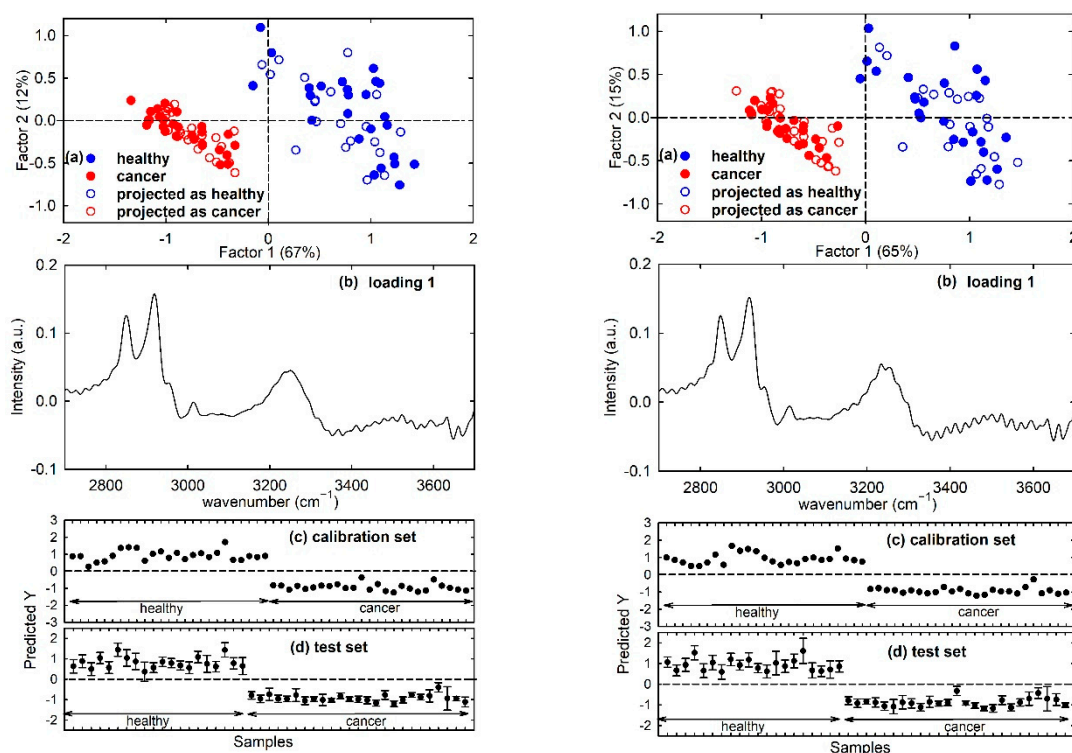 1.0
0.5
0.0
-0.5
-1.0
Factor 2 (12%)
(a)
healthy
cancer
projected as healthy
projected as cancer
-2 -1 0 1 2
Factor 1 (67%)
0.2
0.1
0.0
-0.1
Intensity (a.u.)
(b) loading 1
2800 3000 3200 3400 3600
wavenumber (cm⁻¹)
3
2
1
0
-1
-2
-3
(c) calibration set
healthy cancer
Predicted Y
2
1
0
-1
-2
(d) test set
healthy cancer
Samples
1.0
0.5
0.0
-0.5
-1.0
Factor 2 (15%)
(a)
healthy
cancer
projected as healthy
projected as cancer
-2 -1 0 1 2
Factor 1 (65%)
0.2
0.1
0.0
-0.1
Intensity (a.u.)
(b) loading 1
2800 3000 3200 3400 3600
wavenumber (cm⁻¹)
3
2
1
0
-1
-2
-3
(c) calibration set
healthy cancer
Predicted Y
2
1
0
-1
-2
(d) test set
healthy cancer
Samples